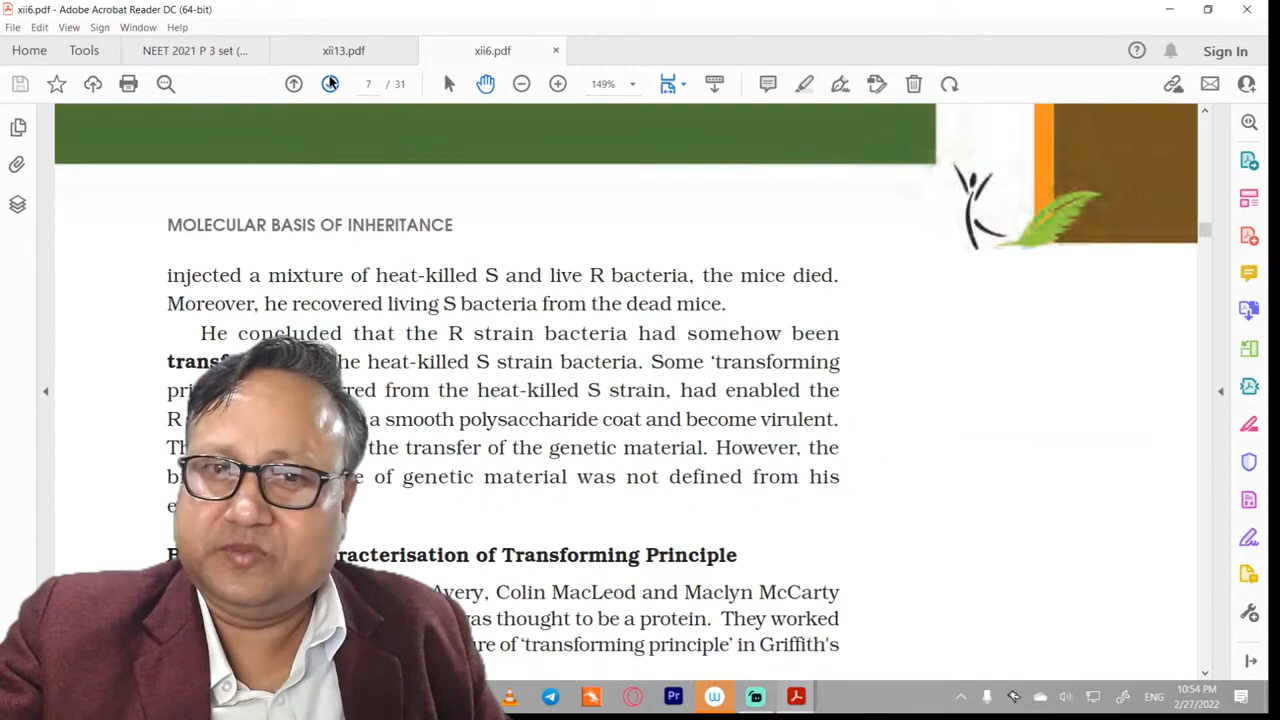 xii6.pdf - Adobe Acrobat Reader DC (64-bit)
File Edit View Sign Window Help
Home Tools NEET 2021 P 3 set (... xii13.pdf xii6.pdf × Sign In
7 / 31 149%
MOLECULAR BASIS OF INHERITANCE
injected a mixture of heat-killed S and live R bacteria, the mice died.
Moreover, he recovered living S bacteria from the dead mice.
He concluded that the R strain bacteria had somehow been
he heat-killed S strain bacteria. Some ‘transforming
from the heat-killed S strain, had enabled the
R a smooth polysaccharide coat and become virulent.
the transfer of the genetic material. However, the
of genetic material was not defined from his
of Transforming Principle
Avery, Colin MacLeod and Maclyn McCarty
was thought to be a protein. They worked
of ‘transforming principle’ in Griffith's
Pr W ENG 10:54 PM
2/27/2022